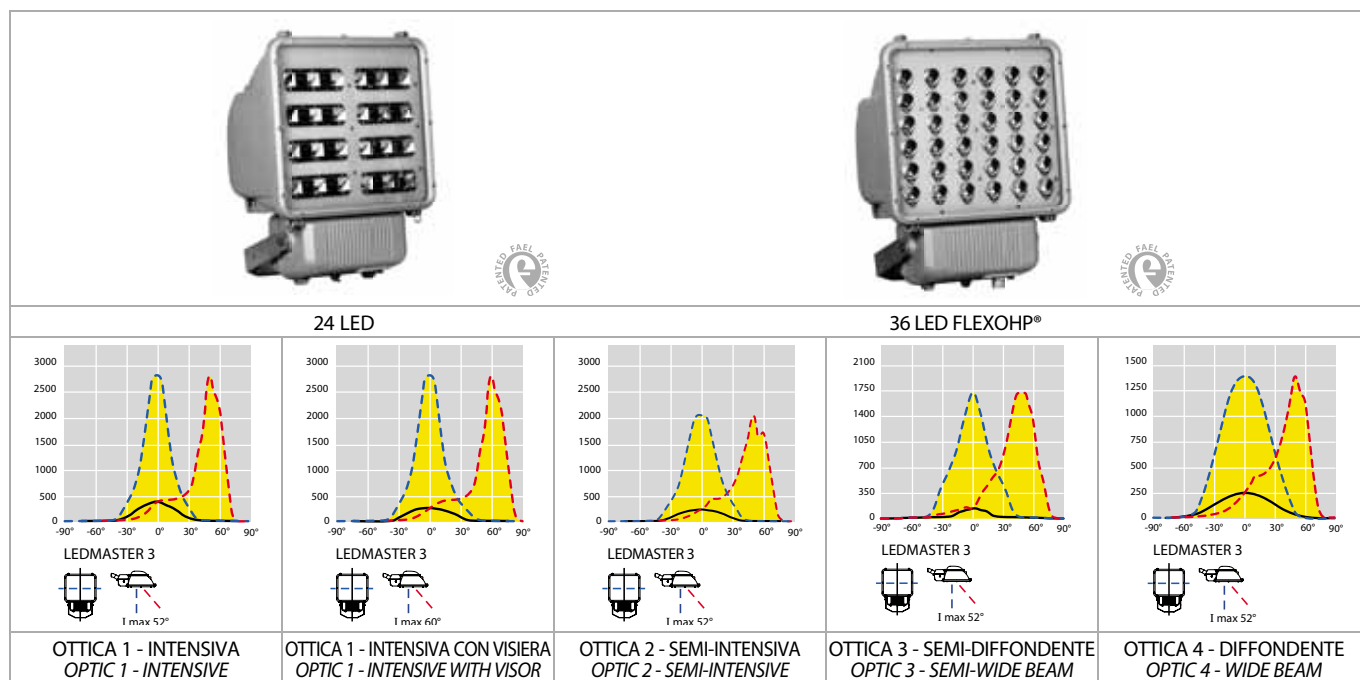 FAEL PATENTED PATENTED
FAEL PATENTED PATENTED
24 LED
36 LED FLEXOHP®
3000
2500
2000
1500
1000
500
0
-90° -60° -30° 0° 30° 60° 90°
LEDMASTER 3
I max 52°
OTTICA 1 - INTENSIVA
OPTIC 1 - INTENSIVE
3000
2500
2000
1500
1000
500
0
-90° -60° -30° 0° 30° 60° 90°
LEDMASTER 3
I max 60°
OTTICA 1 - INTENSIVA CON VISIERA
OPTIC 1 - INTENSIVE WITH VISOR
3000
2500
2000
1500
1000
500
0
-90° -60° -30° 0° 30° 60° 90°
LEDMASTER 3
I max 52°
OTTICA 2 - SEMI-INTENSIVA
OPTIC 2 - SEMI-INTENSIVE
2100
1750
1400
1050
700
350
0
-90° -60° -30° 0° 30° 60° 90°
LEDMASTER 3
I max 52°
OTTICA 3 - SEMI-DIFFONDENTE
OPTIC 3 - SEMI-WIDE BEAM
1500
1250
1000
750
500
250
0
-90° -60° -30° 0° 30° 60° 90°
LEDMASTER 3
I max 52°
OTTICA 4 - DIFFONDENTE
OPTIC 4 - WIDE BEAM